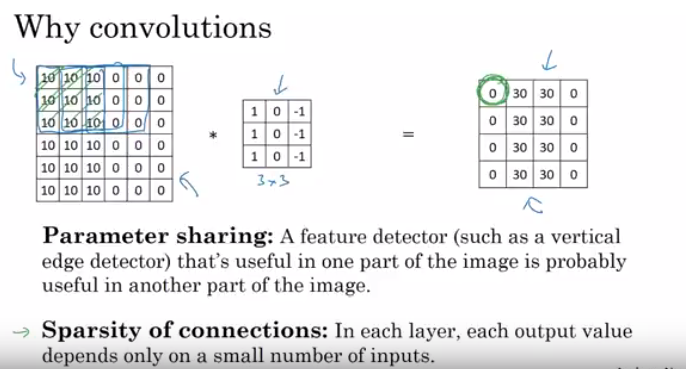 Why convolutions
10 10 10 0 0 0
10 10 10 0 0 0
10 10 10 0 0 0
10 10 10 0 0 0
10 10 10 0 0 0
10 10 10 0 0 0
*
1 0 -1
1 0 -1
1 0 -1
3×3
=
0 30 30 0
0 30 30 0
0 30 30 0
0 30 30 0
Parameter sharing: A feature detector (such as a vertical
edge detector) that's useful in one part of the image is probably
useful in another part of the image.
→ Sparsity of connections: In each layer, each output value
depends only on a small number of inputs.